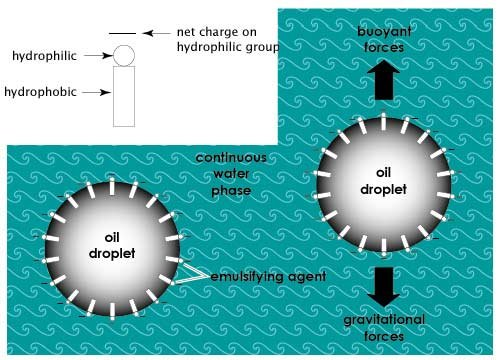 net charge on
hydrophilic group
hydrophilic
hydrophobic
buoyant
forces
continuous
water
phase
oil
droplet
oil
droplet
emulsifying agent
gravitational
forces